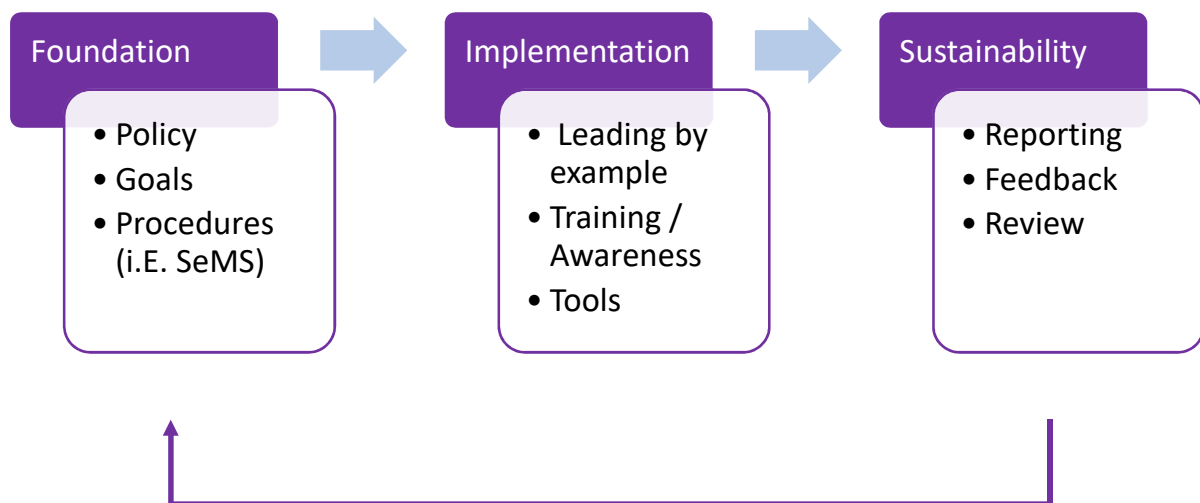 Foundation
• Policy
• Goals
• Procedures
(i.E. SeMS)
Implementation
• Leading by
example
• Training /
Awareness
• Tools
Sustainability
• Reporting
• Feedback
• Review